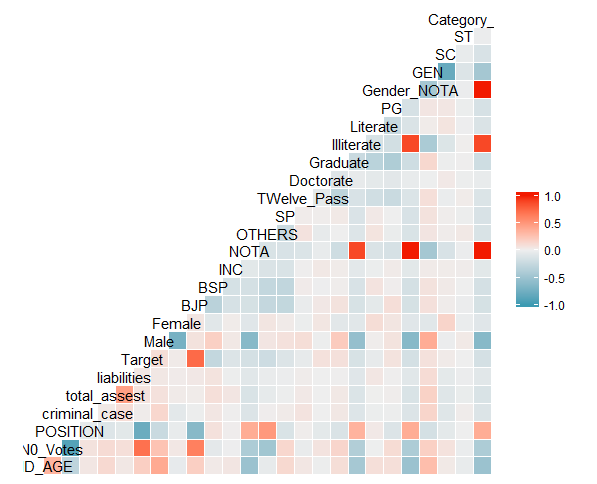 Category_
ST
SC
GEN
Gender_NOTA
PG
Literate
Illiterate
Graduate
Doctorate
TWelve_Pass
SP
OTHERS
NOTA
INC
BSP
BJP
Female
Male
Target
liabilities
total_assest
criminal_case
POSITION
N0_Votes
D_AGE
1.0
0.5
0.0
-0.5
-1.0